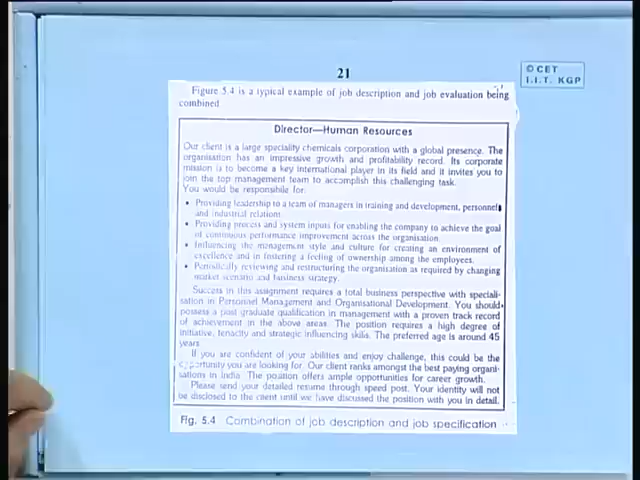 21
© CET
I.I.T. KGP
Figure 5.4 is a typical example of job description and job evaluation being
combined
Director—Human Resources
Our client is a large speciality chemicals corporation with a global presence. The
organisation has an impressive growth and profitability record. Its corporate
mission is to become a key international player in its field and it invites you to
join the top management team to accomplish this challenging task.
You would be responsible for:
• Providing leadership to a team of managers in training and development, personnel
and industrial relations
• Providing process and system inputs for enabling the company to achieve the goal
of continuous performance improvement across the organisation.
• Influencing the management style and culture for creating an environment of
excellence and in fostering a feeling of ownership among the employees.
• Periodically reviewing and restructuring the organisation as required by changing
market scenario and business strategy.
Success in this assignment requires a total business perspective with speciali-
sation in Personnel Management and Organisational Development. You should
possess a post graduate qualification in management with a proven track record
of achievement in the above areas. The position requires a high degree of
initiative, tenacity and strategic influencing skills. The preferred age is around 45
years
If you are confident of your abilities and enjoy challenge, this could be the
opportunity you are looking for. Our client ranks amongst the best paying organi-
sations in India. The position offers ample opportunities for career growth.
Please send your detailed resume through speed post. Your identity will not
be disclosed to the client until we have discussed the position with you in detail.
Fig. 5.4 Combination of job description and job specification